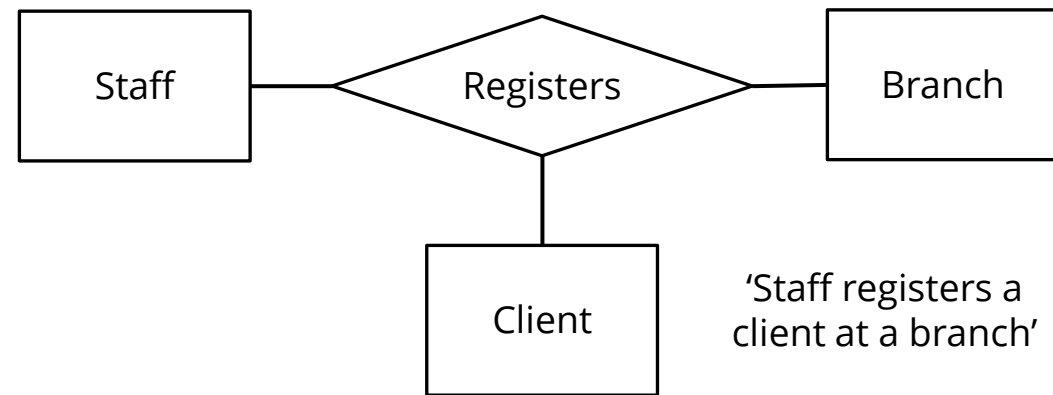 Staff
Registers
Branch
Client
‘Staff registers a
client at a branch’